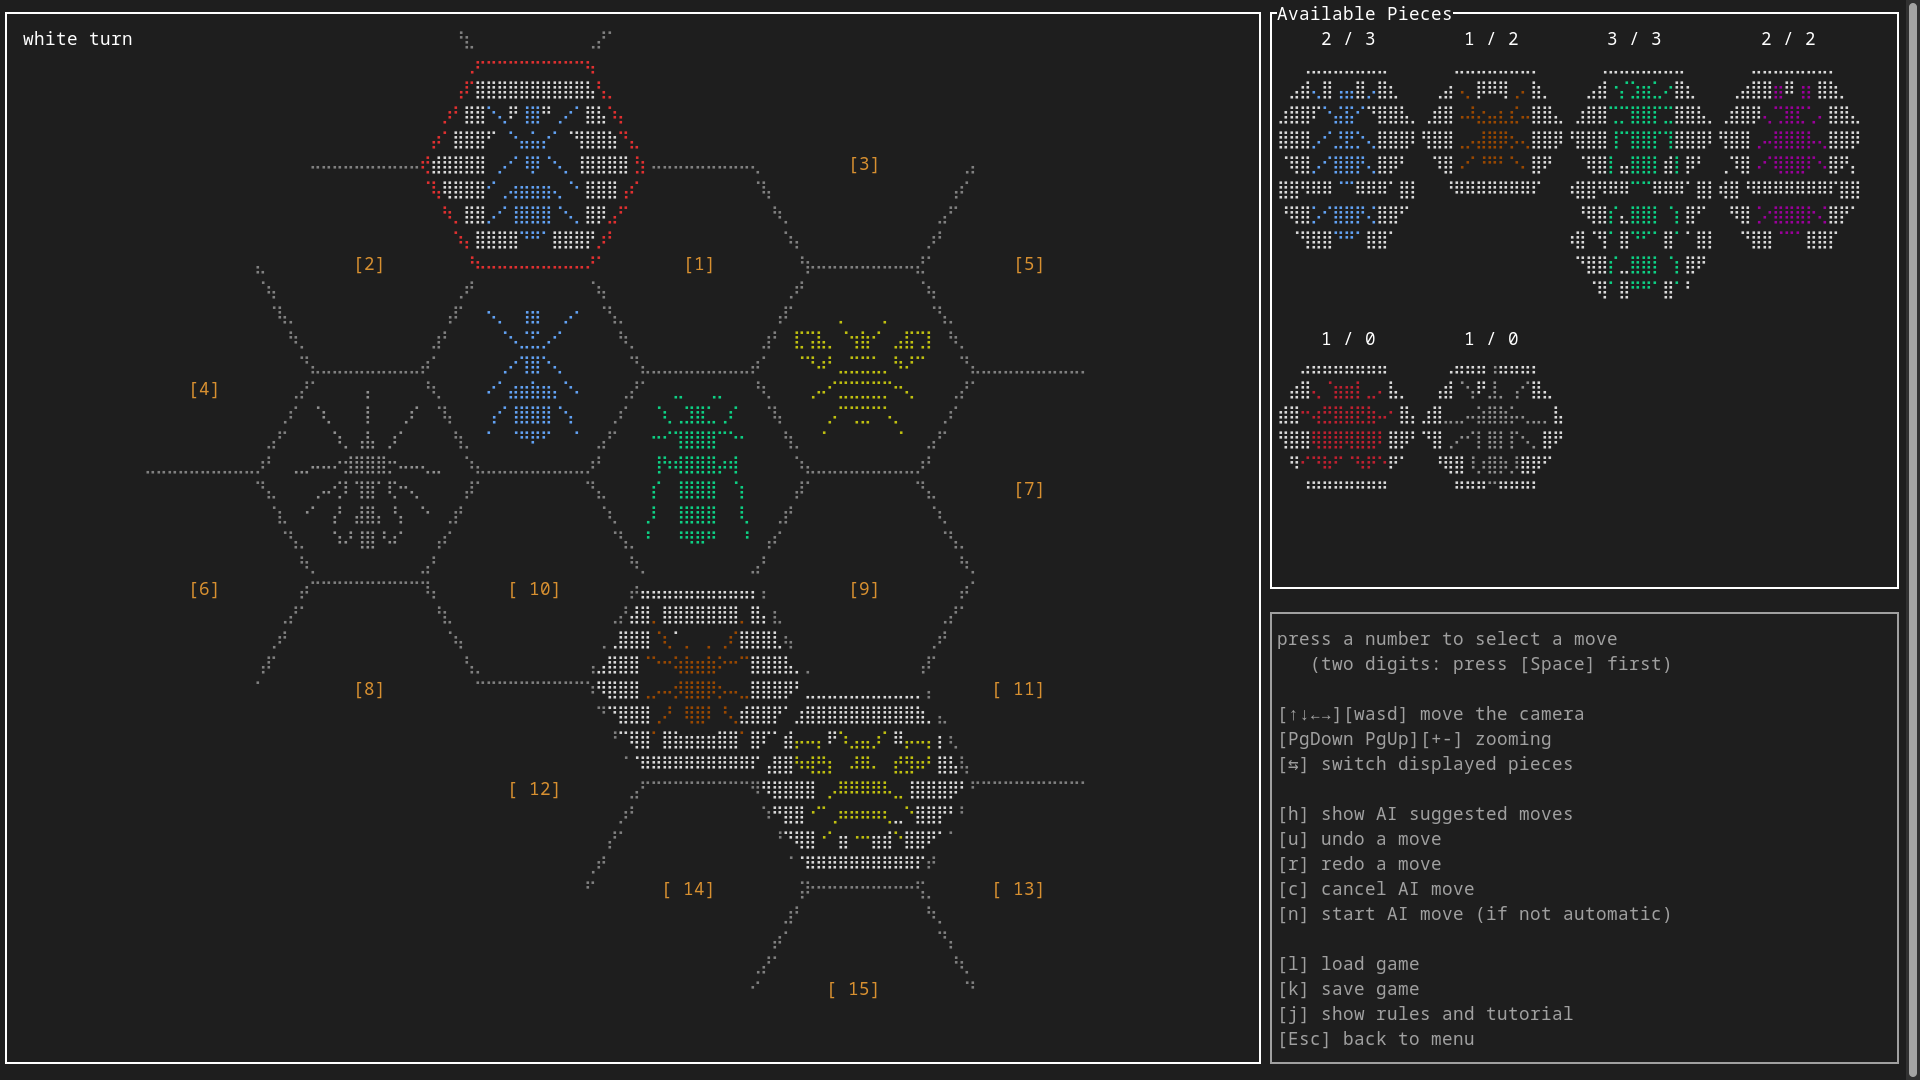 white turn
[3]
[2]
[1]
[5]
[4]
[7]
[6]
[ 10]
[9]
[8]
[ 11]
[ 12]
[ 14]
[ 13]
[ 15]
Available Pieces
2 / 3
1 / 2
3 / 3
2 / 2
1 / 0
1 / 0
press a number to select a move
(two digits: press [Space] first)
[↑↓←→][wasd] move the camera
[PgDown PgUp][+-] zooming
[⇆] switch displayed pieces
[h] show AI suggested moves
[u] undo a move
[r] redo a move
[c] cancel AI move
[n] start AI move (if not automatic)
[l] load game
[k] save game
[j] show rules and tutorial
[Esc] back to menu